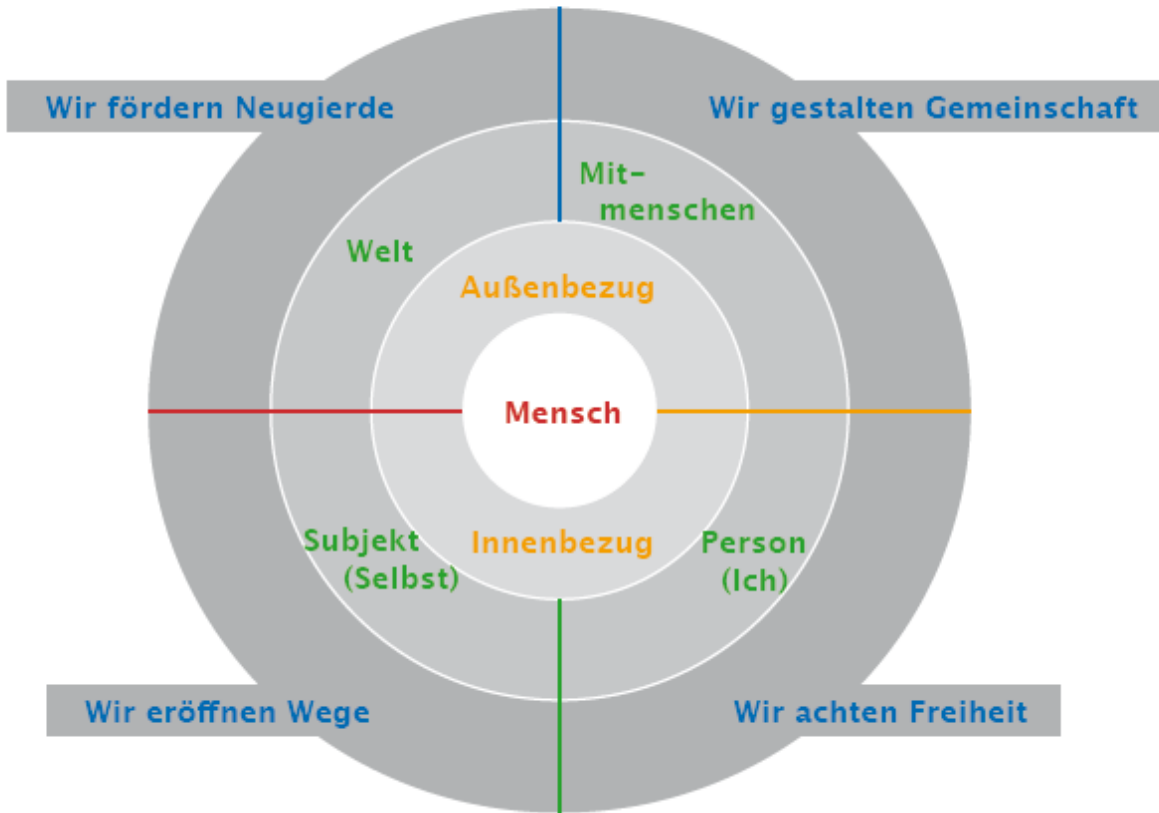 Wir fördern Neugierde
Wir gestalten Gemeinschaft
Mit-
menschen
Welt
Außenbezug
Mensch
Subjekt
(Selbst)
Innenbezug
Person
(Ich)
Wir eröffnen Wege
Wir achten Freiheit